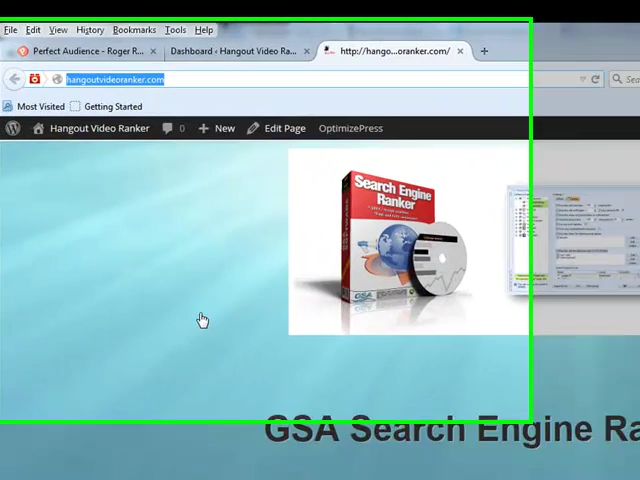 File Edit View History Bookmarks Tools Help
Perfect Audience - Roger R... × Dashboard ‹ Hangout Video Ra... × http://hango...oranker.com/ × +
hangoutvideoranker.com Sea
Most Visited Getting Started
Hangout Video Ranker 0 + New Edit Page OptimizePress
Search Engine
Ranker
GSA
GSA Search Engine Ra